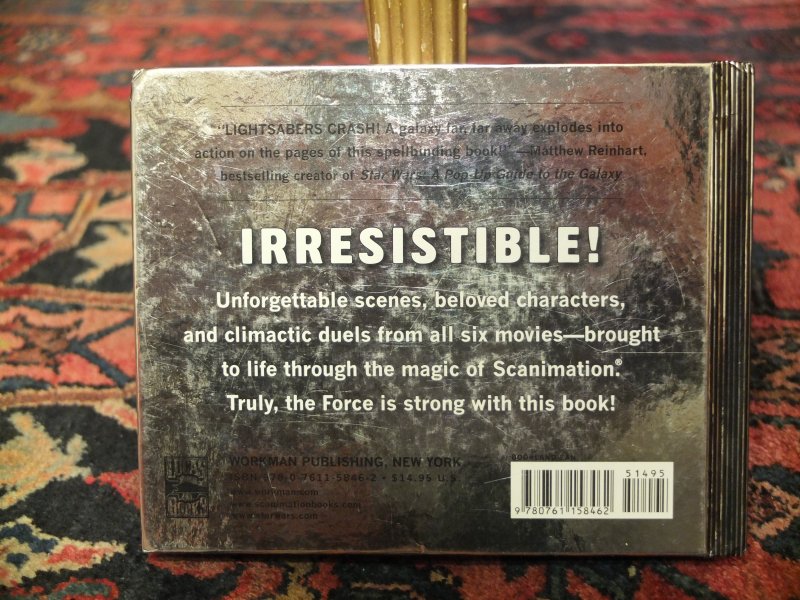 "LIGHTSABERS CRASH! A galaxy far, far away explodes into
action on the pages of this spellbinding book!" —Matthew Reinhart,
bestselling creator of Star Wars: A Pop-Up Guide to the Galaxy
IRRESISTIBLE!
Unforgettable scenes, beloved characters,
and climactic duels from all six movies—brought
to life through the magic of Scanimation.®
Truly, the Force is strong with this book!
LUCAS
BOOKS
WORKMAN PUBLISHING, NEW YORK
ISBN 978-0-7611-5846-2 • $14.95 U.S.
www.workman.com
www.scanimationbooks.com
www.starwars.com
BOOKLAND EAN
51495
9 780761 158462